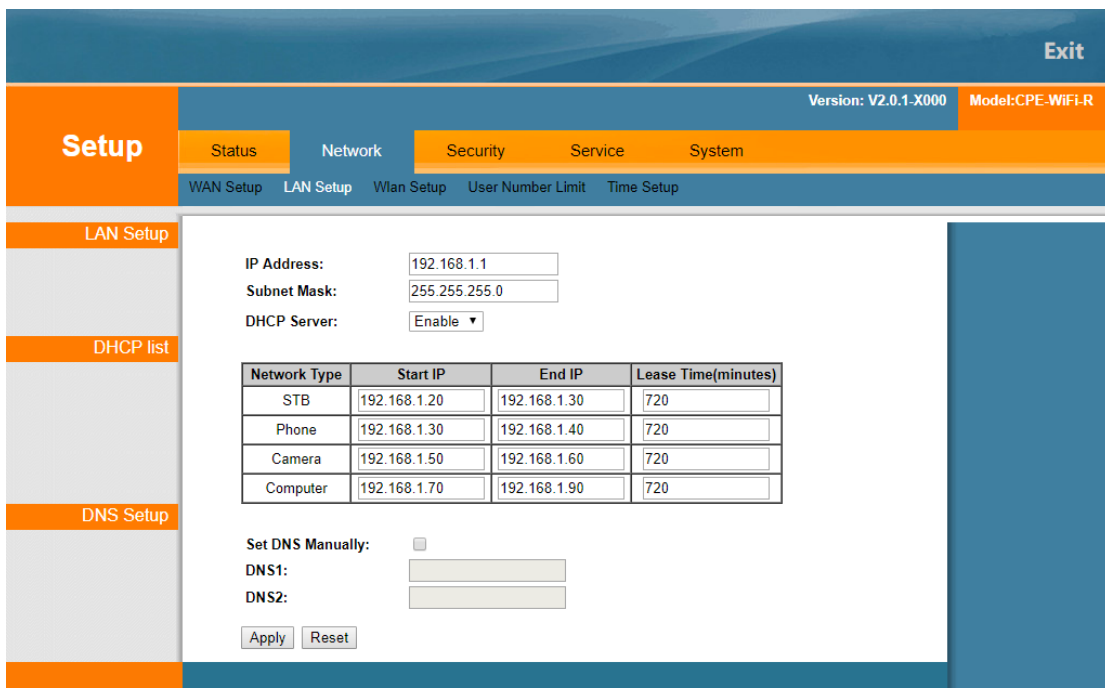 Exit
Version: V2.0.1-X000 Model:CPE-WiFi-R
Setup
Status Network Security Service System
WAN Setup LAN Setup Wlan Setup User Number Limit Time Setup
LAN Setup
IP Address: 192.168.1.1
Subnet Mask: 255.255.255.0
DHCP Server: Enable
DHCP list
Network Type Start IP End IP Lease Time(minutes)
STB 192.168.1.20 192.168.1.30 720
Phone 192.168.1.30 192.168.1.40 720
Camera 192.168.1.50 192.168.1.60 720
Computer 192.168.1.70 192.168.1.90 720
DNS Setup
Set DNS Manually:
DNS1:
DNS2:
Apply Reset